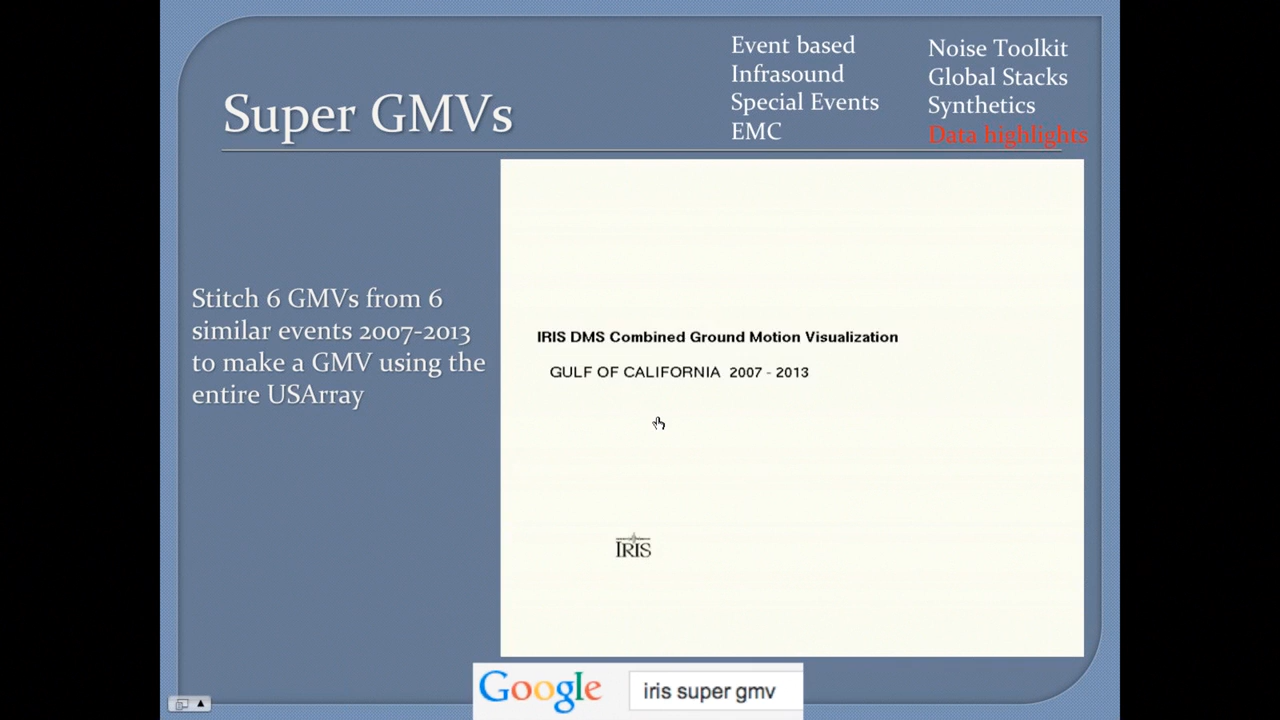 Super GMVs
Event based
Infrasound
Special Events
EMC
Noise Toolkit
Global Stacks
Synthetics
Data highlights
Stitch 6 GMVs from 6
similar events 2007-2013
to make a GMV using the
entire USArray
IRIS DMS Combined Ground Motion Visualization
GULF OF CALIFORNIA 2007 - 2013
IRIS
Google
iris super gmv